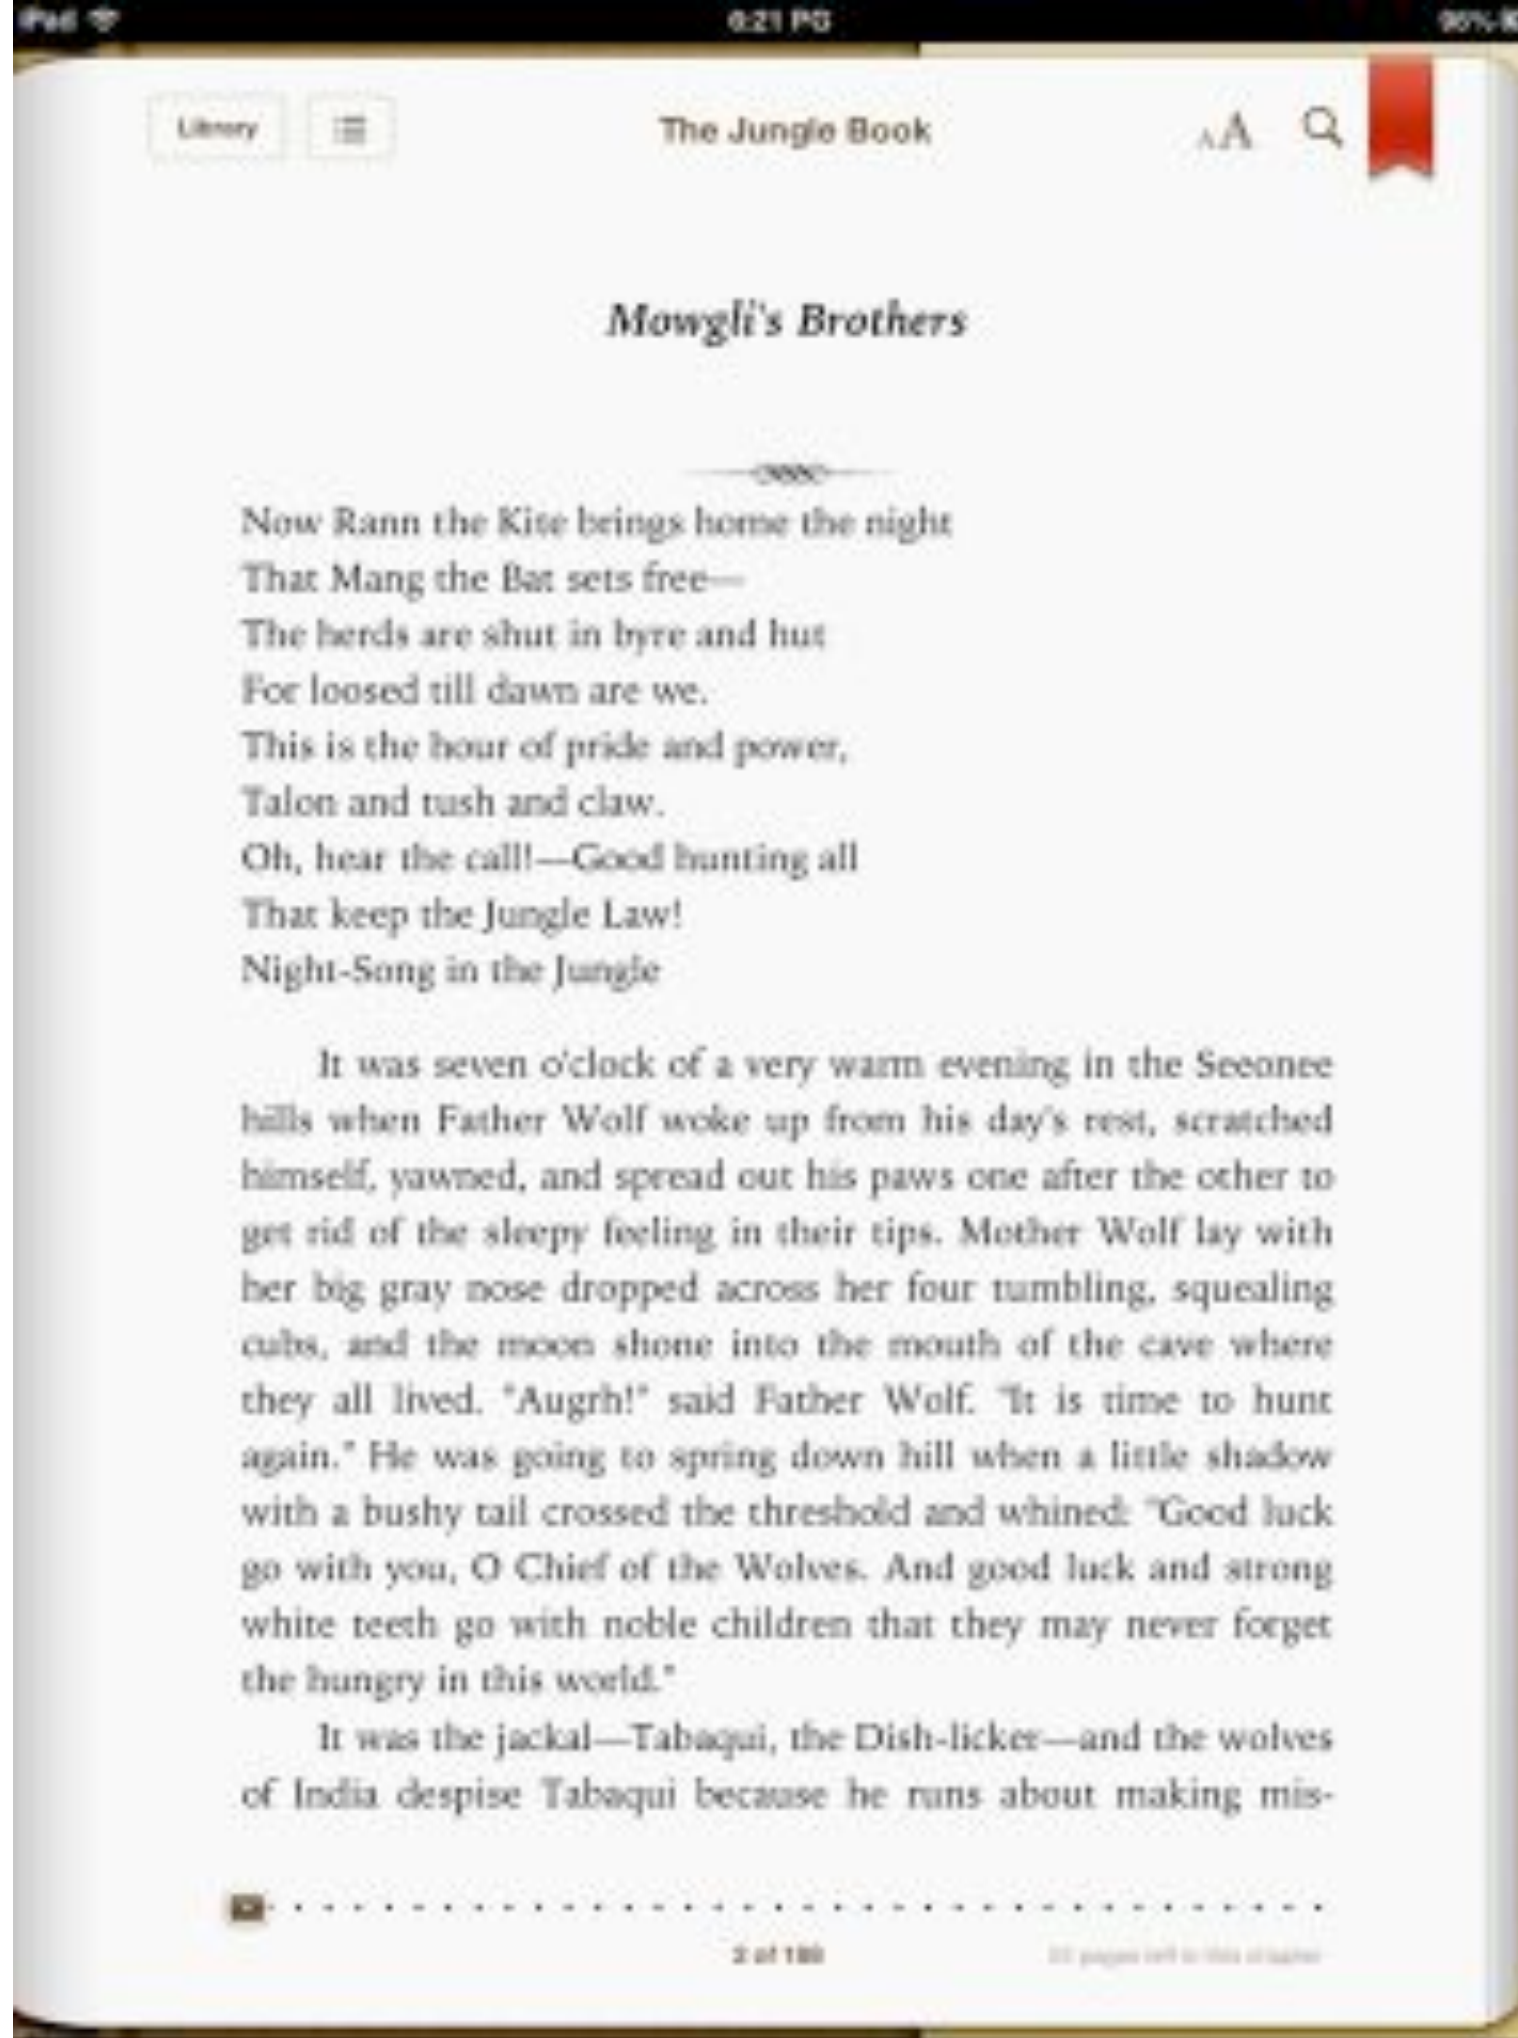 iPad
6:21 PG
Library
The Jungle Book
AA
Mowgli's Brothers
Now Rann the Kite brings home the night
That Mang the Bat sets free—
The herds are shut in byre and hut
For loosed till dawn are we.
This is the hour of pride and power,
Talon and tush and claw.
Oh, hear the call!—Good hunting all
That keep the Jungle Law!
Night-Song in the Jungle
It was seven o'clock of a very warm evening in the Seeonee
hills when Father Wolf woke up from his day's rest, scratched
himself, yawned, and spread out his paws one after the other to
get rid of the sleepy feeling in their tips. Mother Wolf lay with
her big gray nose dropped across her four tumbling, squealing
cubs, and the moon shone into the mouth of the cave where
they all lived. "Augrh!" said Father Wolf. "It is time to hunt
again." He was going to spring down hill when a little shadow
with a bushy tail crossed the threshold and whined: "Good luck
go with you, O Chief of the Wolves. And good luck and strong
white teeth go with noble children that they may never forget
the hungry in this world."
It was the jackal—Tabaqui, the Dish-licker—and the wolves
of India despise Tabaqui because he runs about making mis-
pages left in this chapter